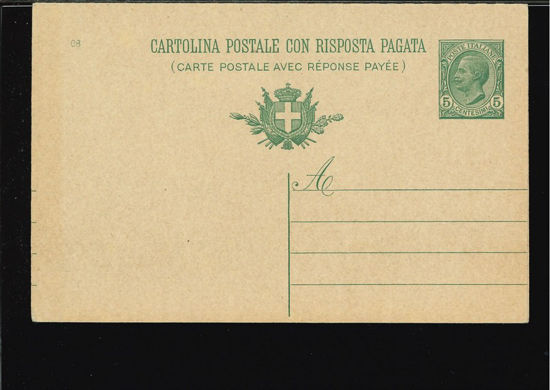 08
CARTOLINA POSTALE CON RISPOSTA PAGATA
(CARTE POSTALE AVEC RÉPONSE PAYÉE)
POSTE ITALIANE
5 5
CENTESIMI
A